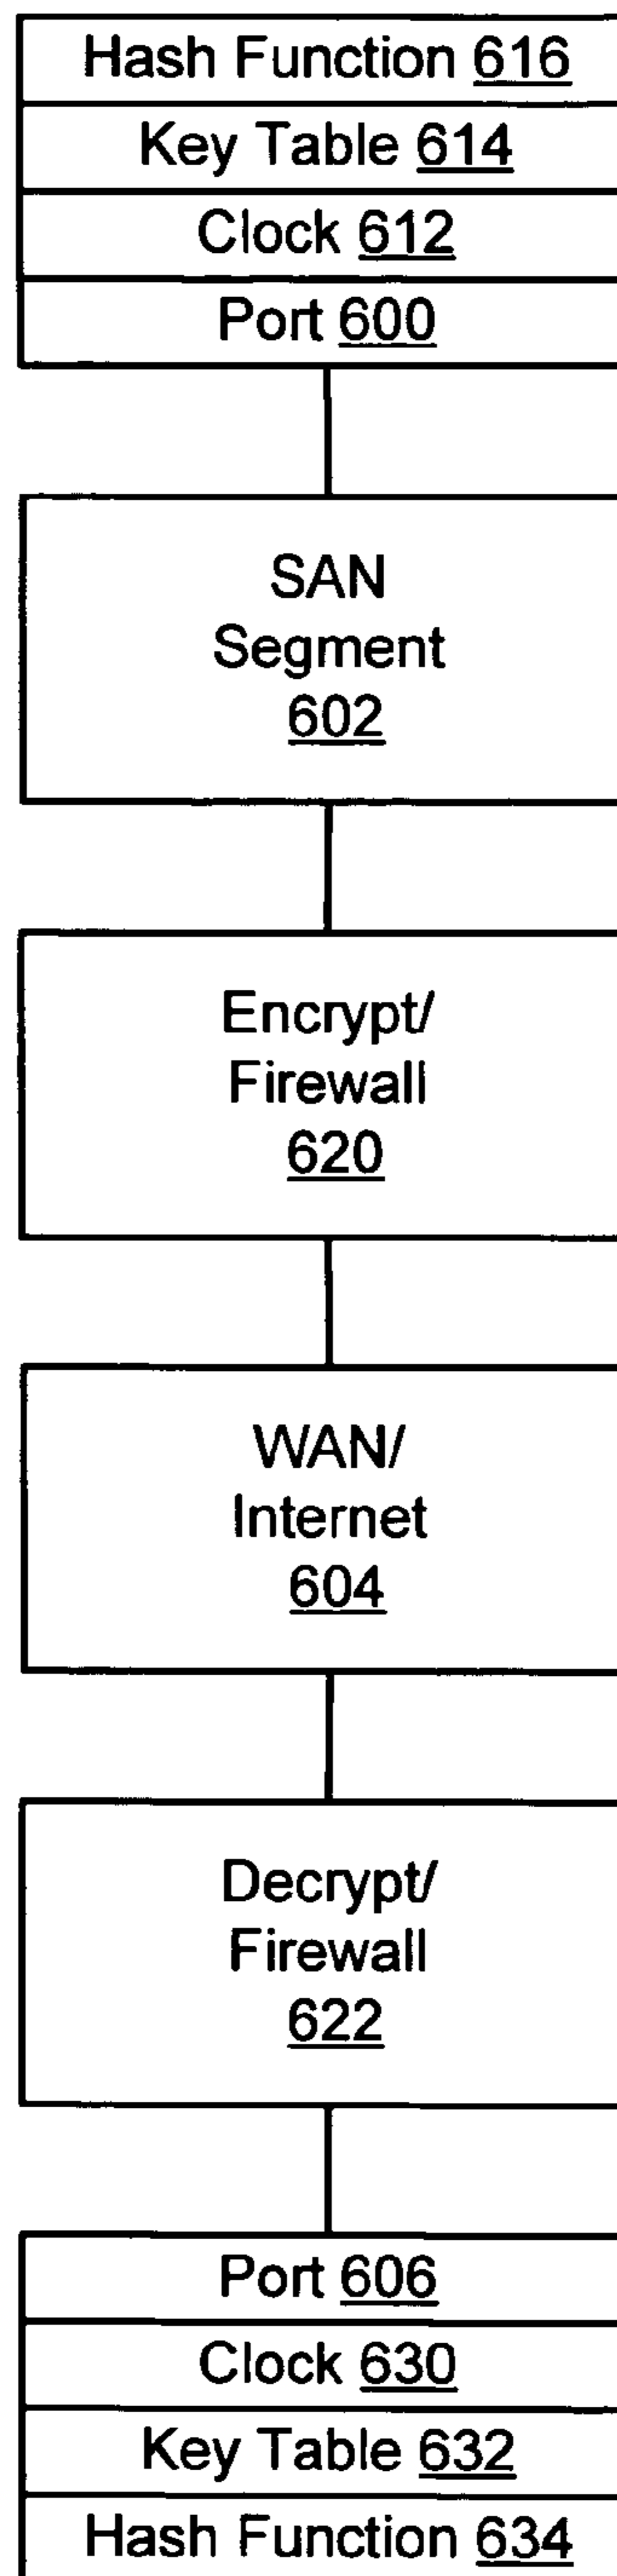 Hash Function 616
Key Table 614
Clock 612
Port 600
SAN
Segment
602
Encrypt/
Firewall
620
WAN/
Internet
604
Decrypt/
Firewall
622
Port 606
Clock 630
Key Table 632
Hash Function 634